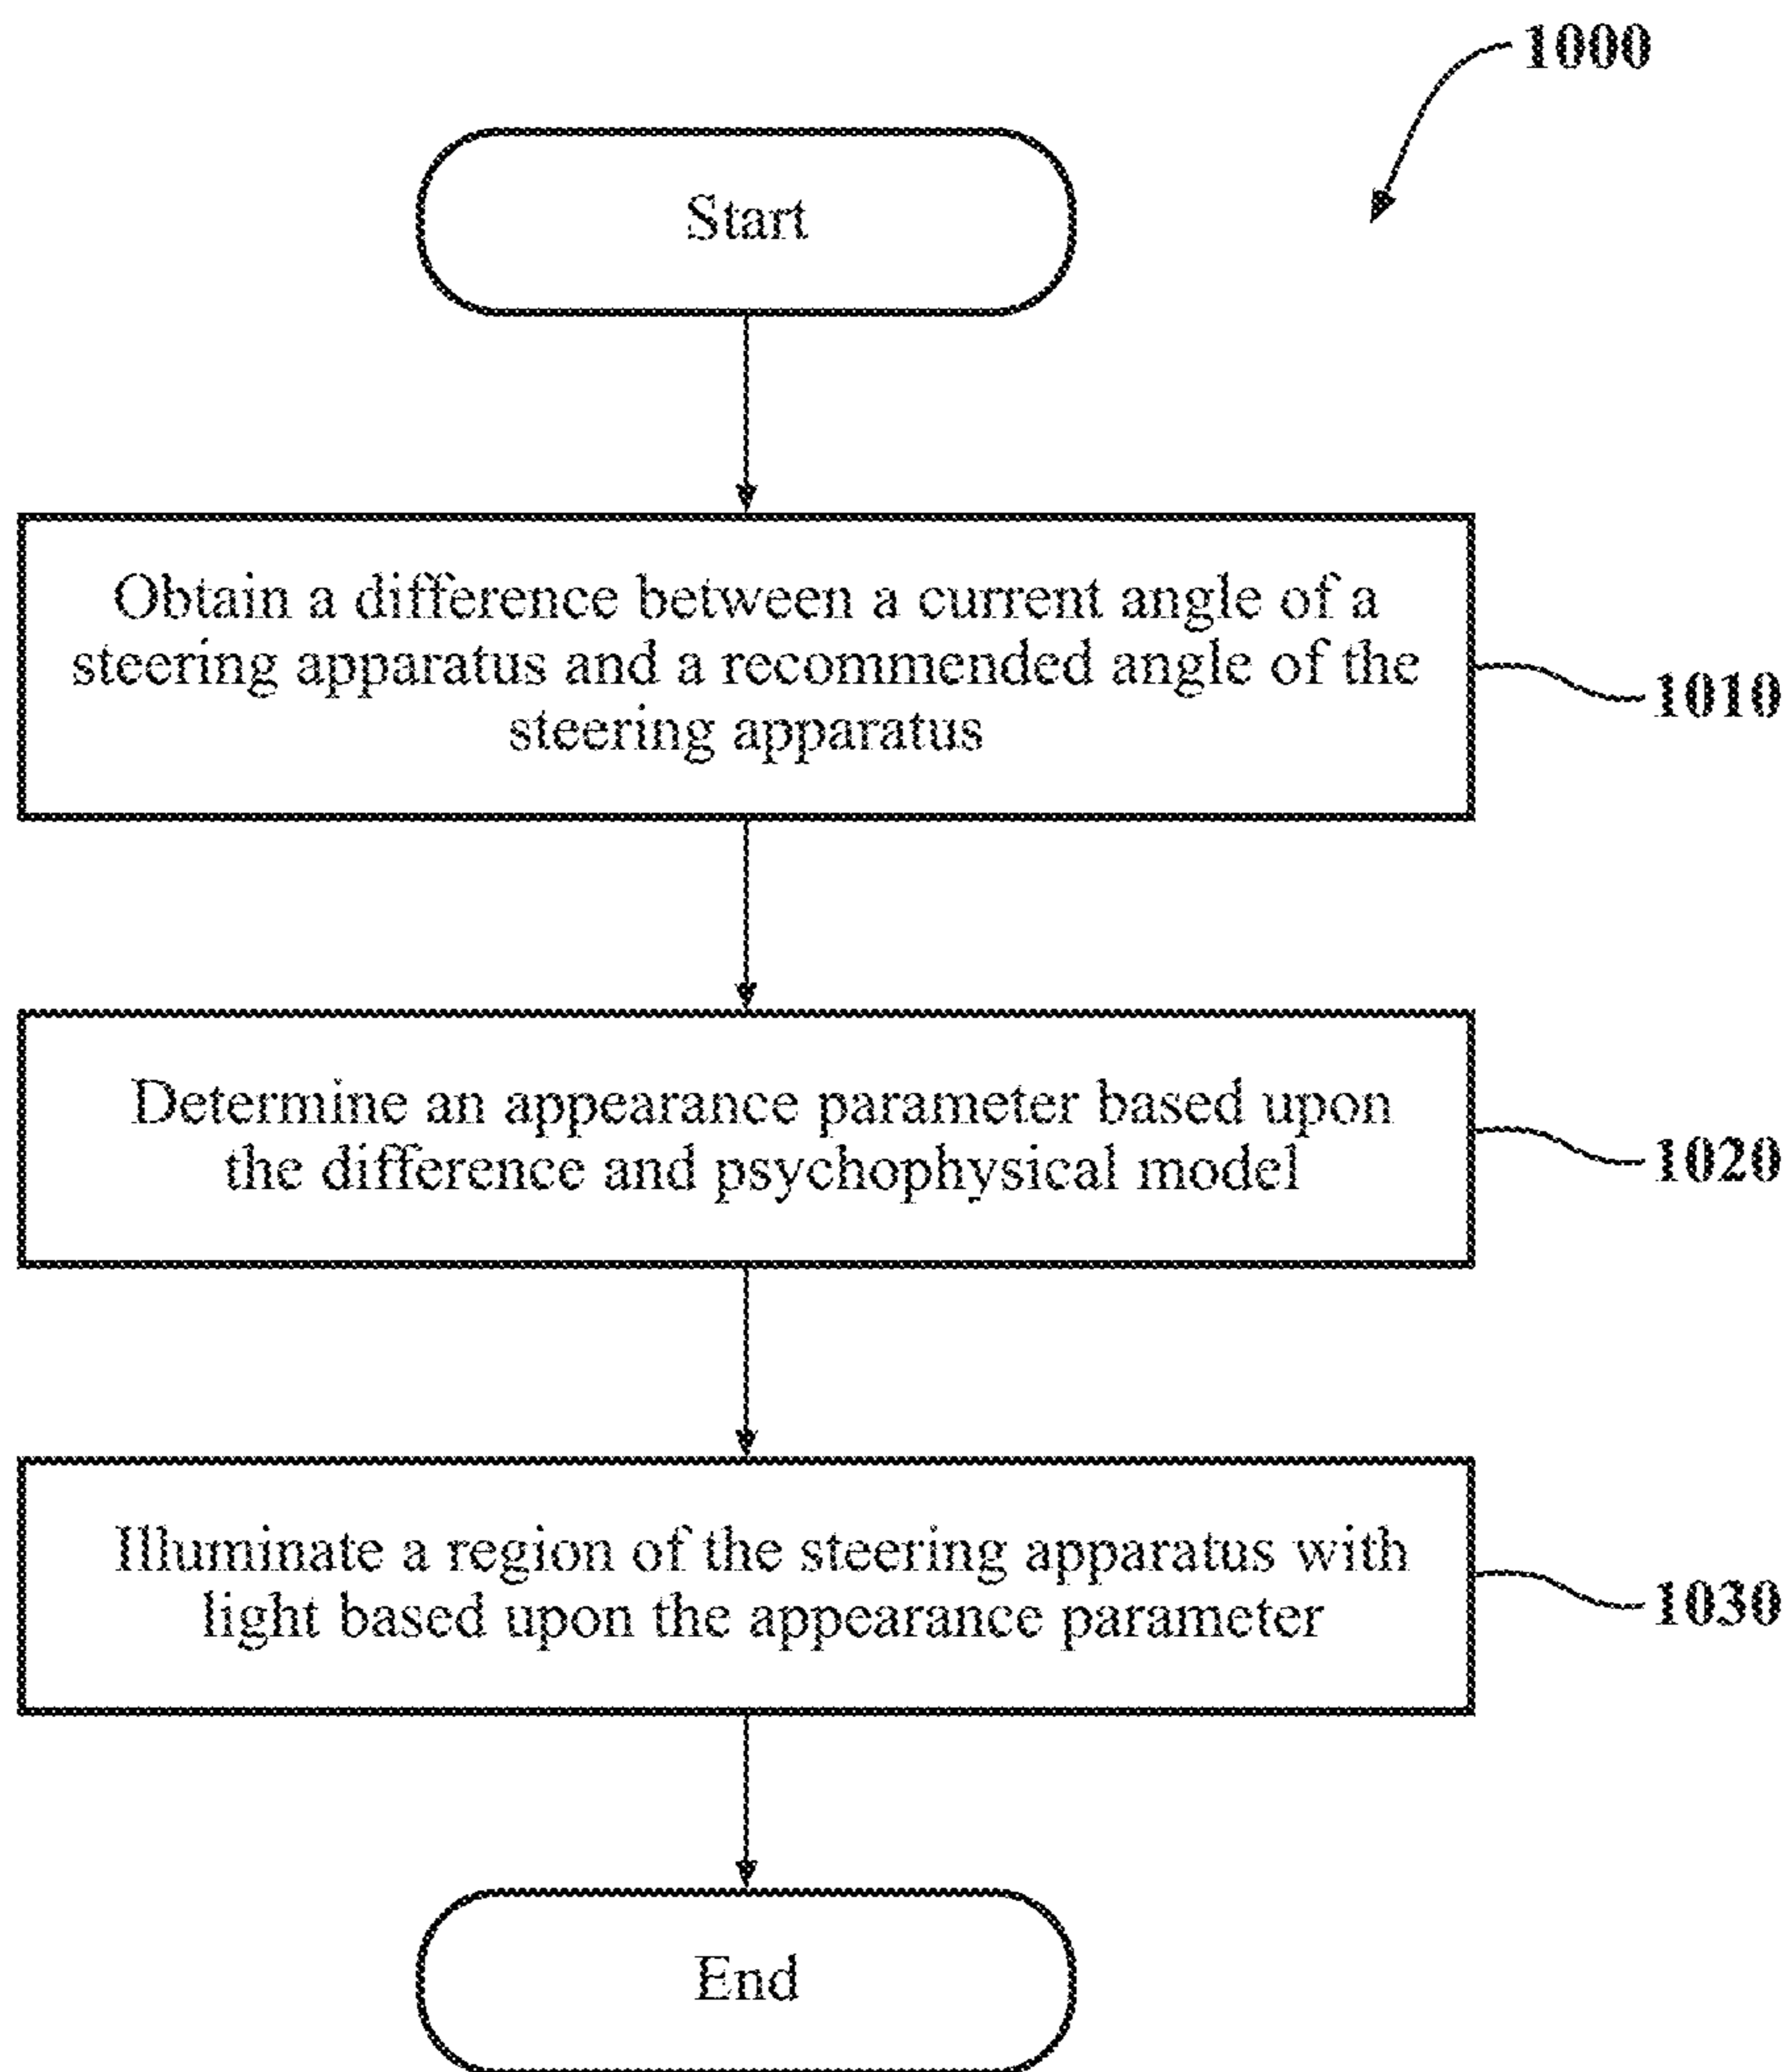 1000
Start
Obtain a difference between a current angle of a
steering apparatus and a recommended angle of the
steering apparatus
1010
Determine an appearance parameter based upon
the difference and psychophysical model
1020
Illuminate a region of the steering apparatus with
light based upon the appearance parameter
1030
End